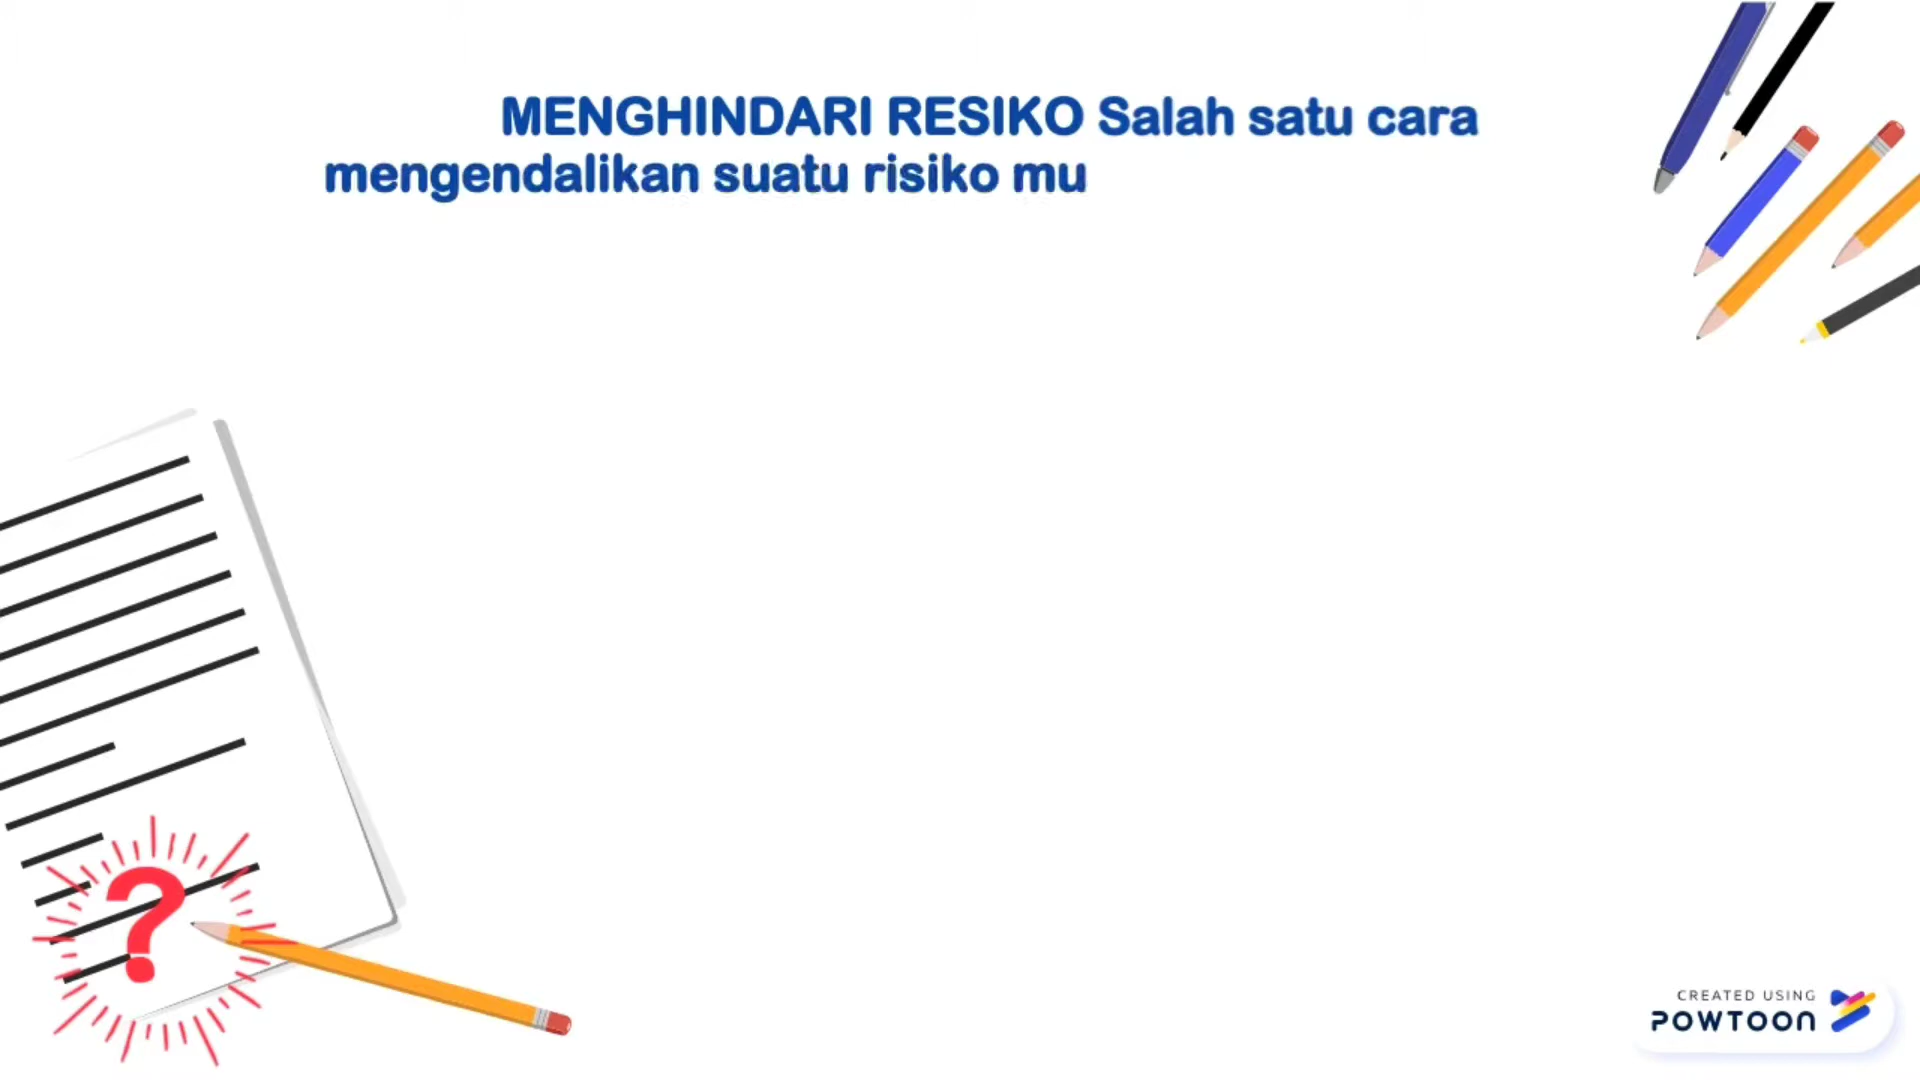 MENGHINDARI RESIKO Salah satu cara
mengendalikan suatu risiko mu
?
CREATED USING
POWTOON